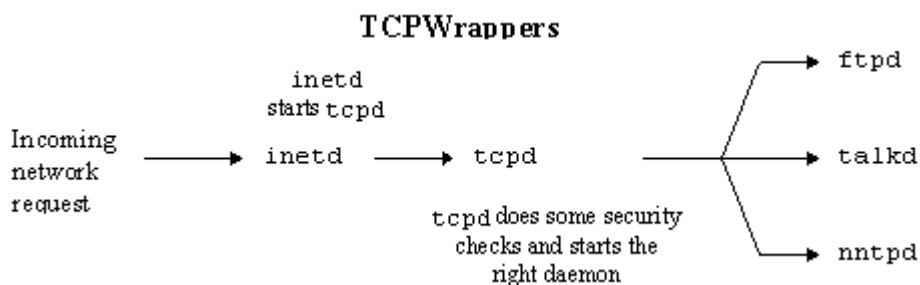 TCPWrappers
inetd
starts tcpd
Incoming
network
request
inetd
tcpd
tcpd does some security
checks and starts the
right daemon
ftpd
talkd
nntpd